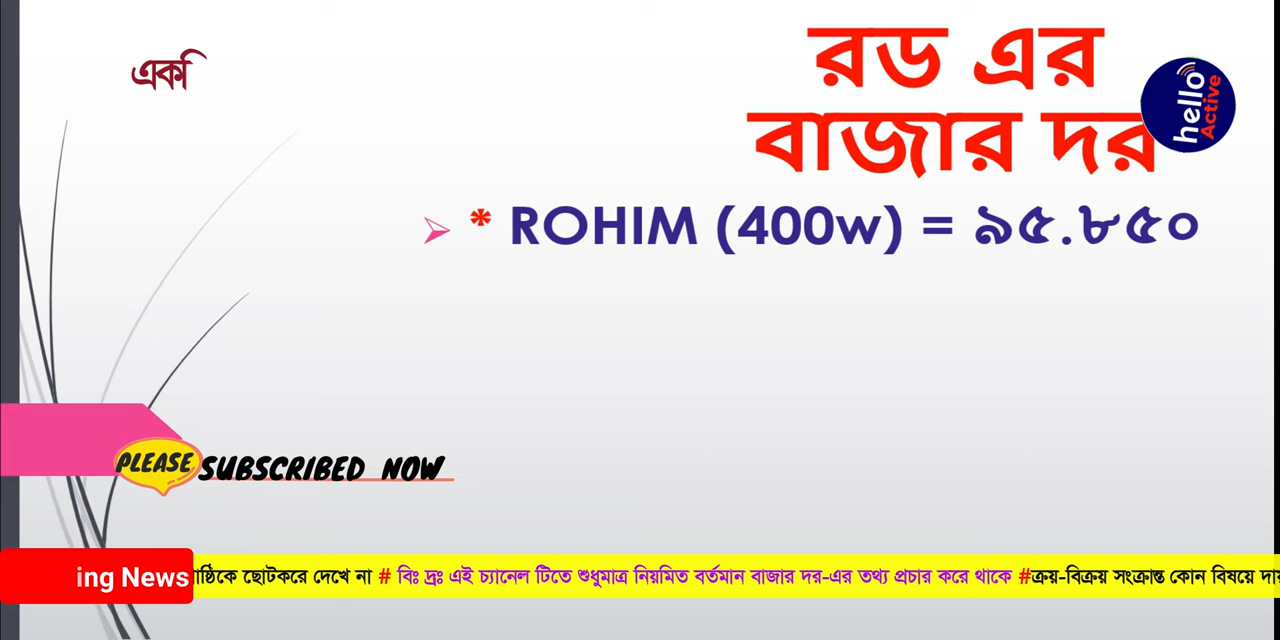 রড এর
বাজার দর
hello
Active
* ROHIM (400w) = ৯৫.৮৫০
PLEASE SUBSCRIBED NOW
ing News
ছোটকরে দেখে না # বিঃ দ্রঃ এই চ্যানেল টিতে শুধুমাত্র নিয়মিত বর্তমান বাজার দর-এর তথ্য প্রচার করে থাকে #ক্রয়-বিক্রয় সংক্রান্ত কোন বিষয়ে